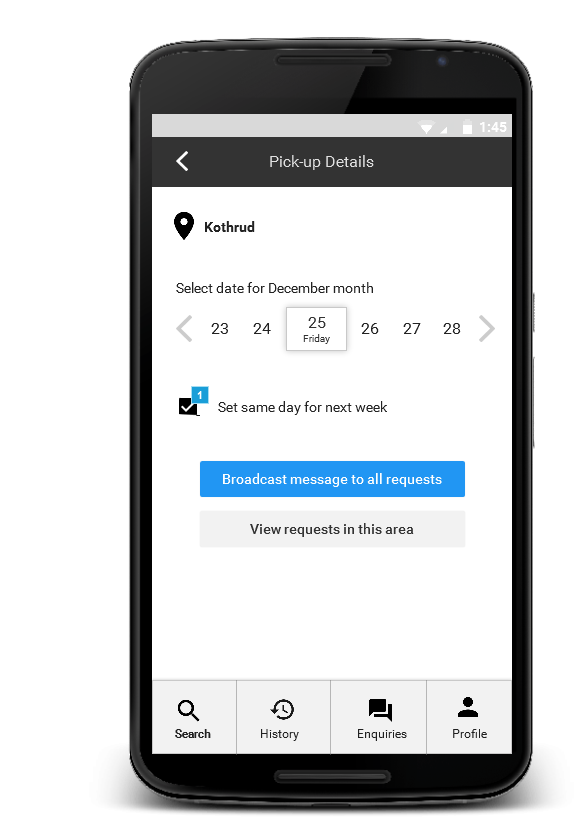 1:45
Pick-up Details
Kothrud
Select date for December month
23 24 25 26 27 28
Friday
1
Set same day for next week
Broadcast message to all requests
View requests in this area
Search History Enquiries Profile